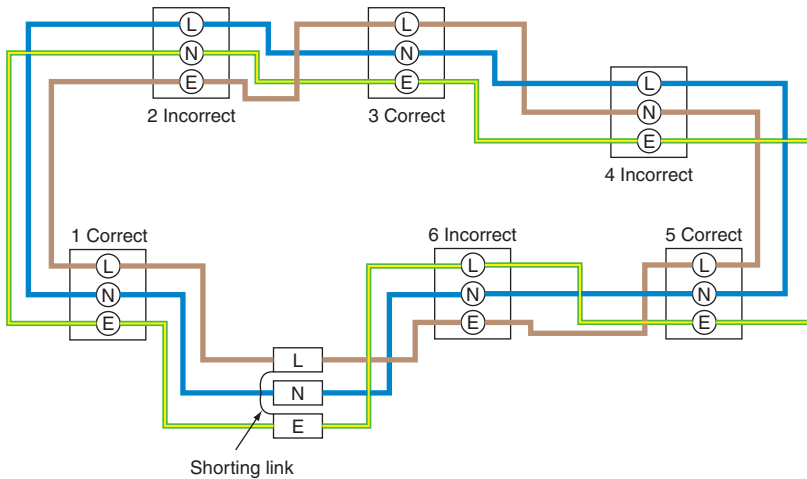 L
N
E
2 Incorrect
L
N
E
3 Correct
L
N
E
4 Incorrect
1 Correct
L
N
E
6 Incorrect
L
N
E
5 Correct
L
N
E
L
N
E
Shorting link